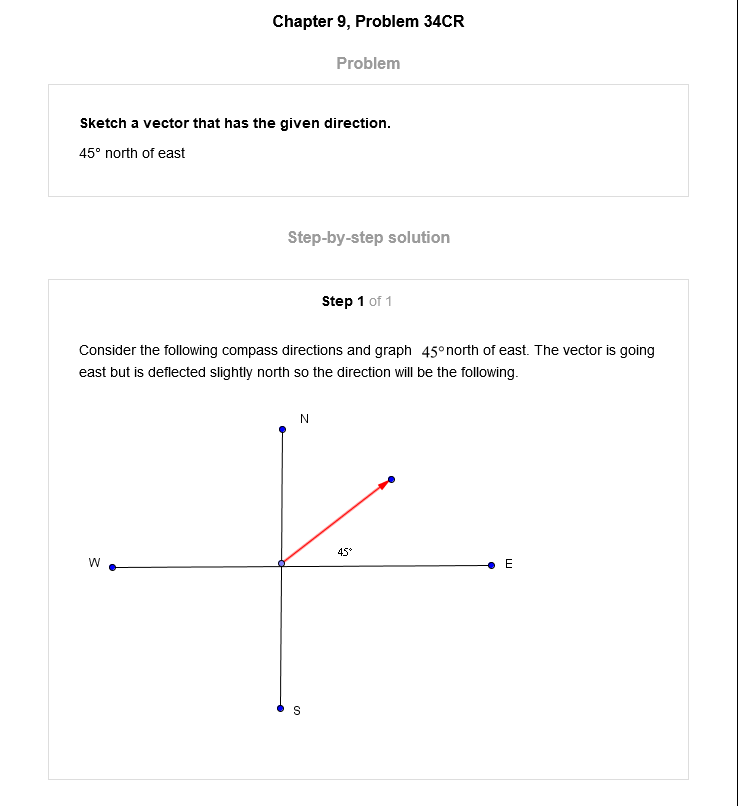 Chapter 9, Problem 34CR
Problem
Sketch a vector that has the given direction.
45° north of east
Step-by-step solution
Step 1 of 1
Consider the following compass directions and graph 45° north of east. The vector is going
east but is deflected slightly north so the direction will be the following.
N
45°
W
E
S